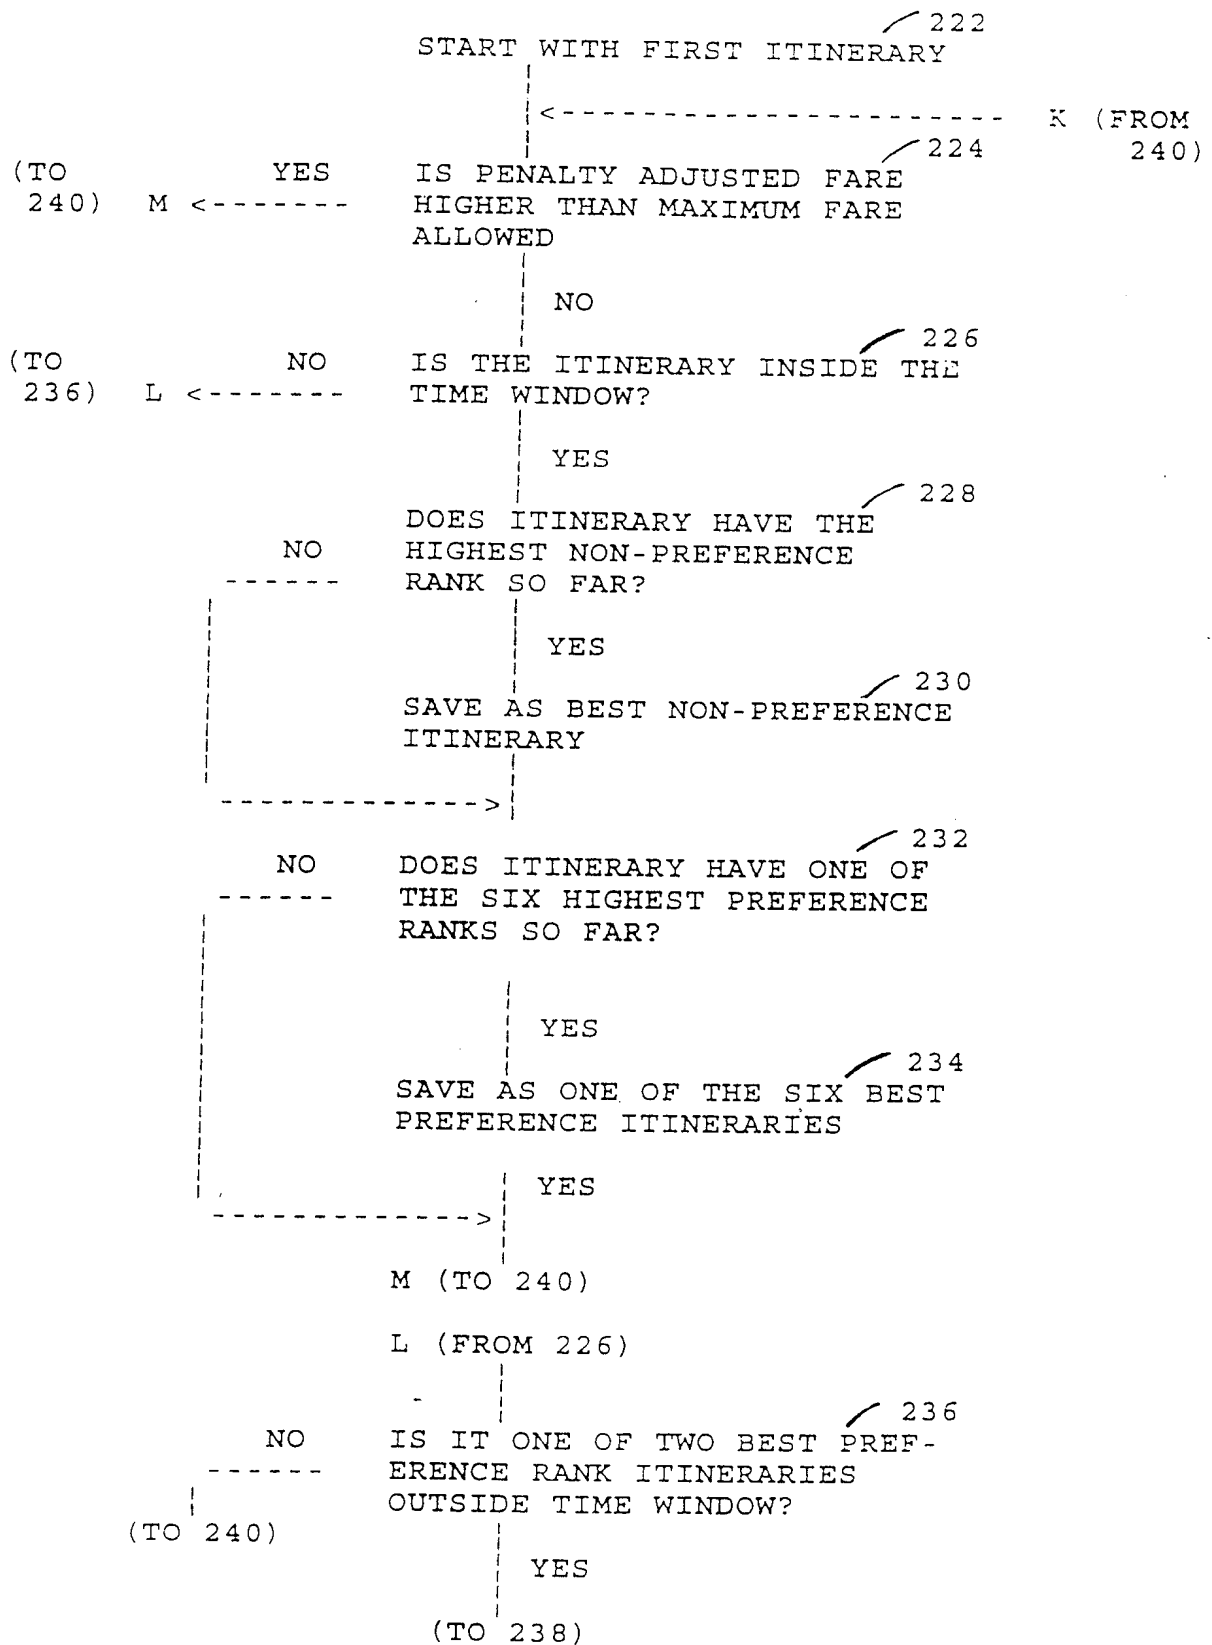 222
START WITH FIRST ITINERARY
<---------------------- K (FROM 240)
224
(TO 240) M <------- YES
IS PENALTY ADJUSTED FARE
HIGHER THAN MAXIMUM FARE
ALLOWED
NO
226
(TO 236) L <------- NO
IS THE ITINERARY INSIDE THE
TIME WINDOW?
YES
228
DOES ITINERARY HAVE THE
HIGHEST NON-PREFERENCE
RANK SO FAR?
NO
YES
230
SAVE AS BEST NON-PREFERENCE
ITINERARY
232
NO
DOES ITINERARY HAVE ONE OF
THE SIX HIGHEST PREFERENCE
RANKS SO FAR?
YES
234
SAVE AS ONE OF THE SIX BEST
PREFERENCE ITINERARIES
YES
M (TO 240)
L (FROM 226)
236
NO
IS IT ONE OF TWO BEST PREF-
ERENCE RANK ITINERARIES
OUTSIDE TIME WINDOW?
(TO 240)
YES
(TO 238)